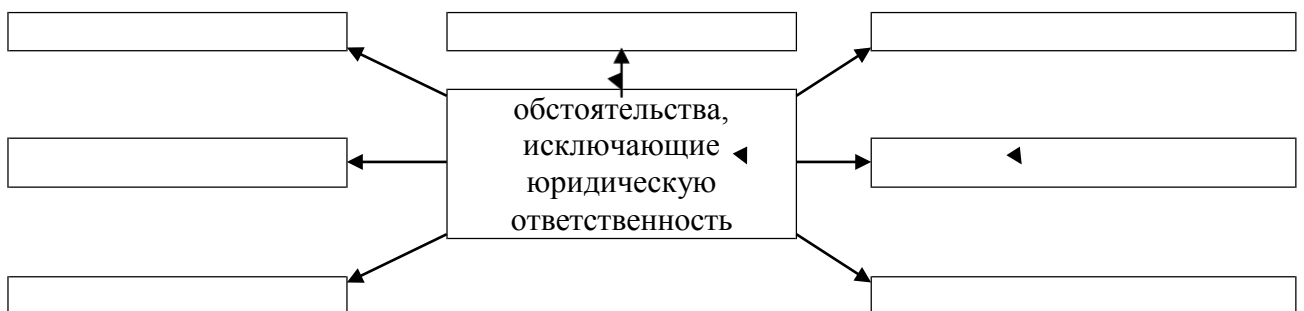 обстоятельства,
исключающие
юридическую
ответственность